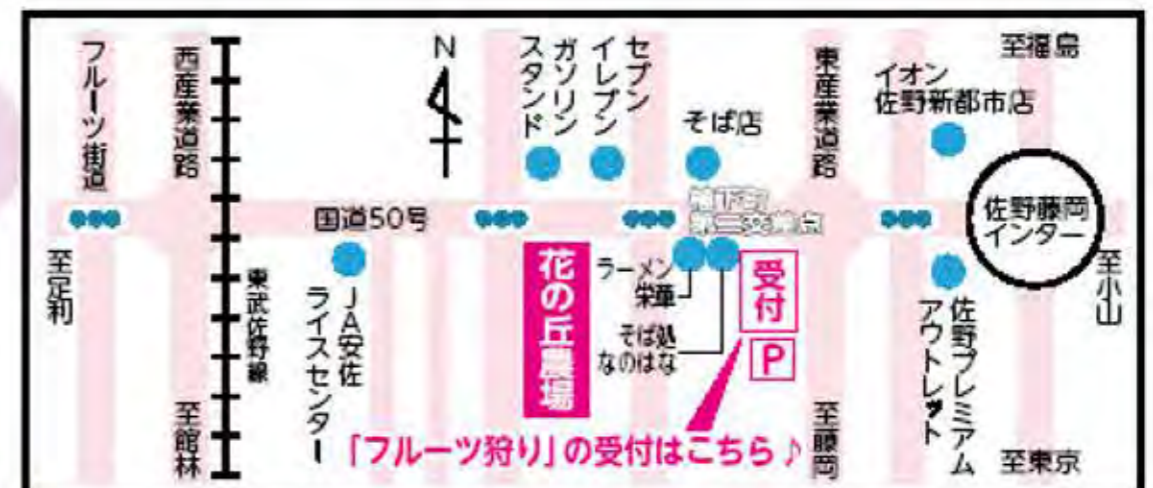 フルーツ街道
西産業道路
N
ガソリン
スタンド
セブン
イレブン
そば店
東産業道路
イオン
佐野新都市店
至福島
国道50号
佐野藤岡
インター
至足利
東武佐野線
JA安佐
ライスセンター
花の丘農場
ラーメン
栄華
そば処
なのはな
受付
P
佐野プレミアム
アウトレット
至小山
至館林
「フルーツ狩り」の受付はこちら♪
至藤岡
至東京